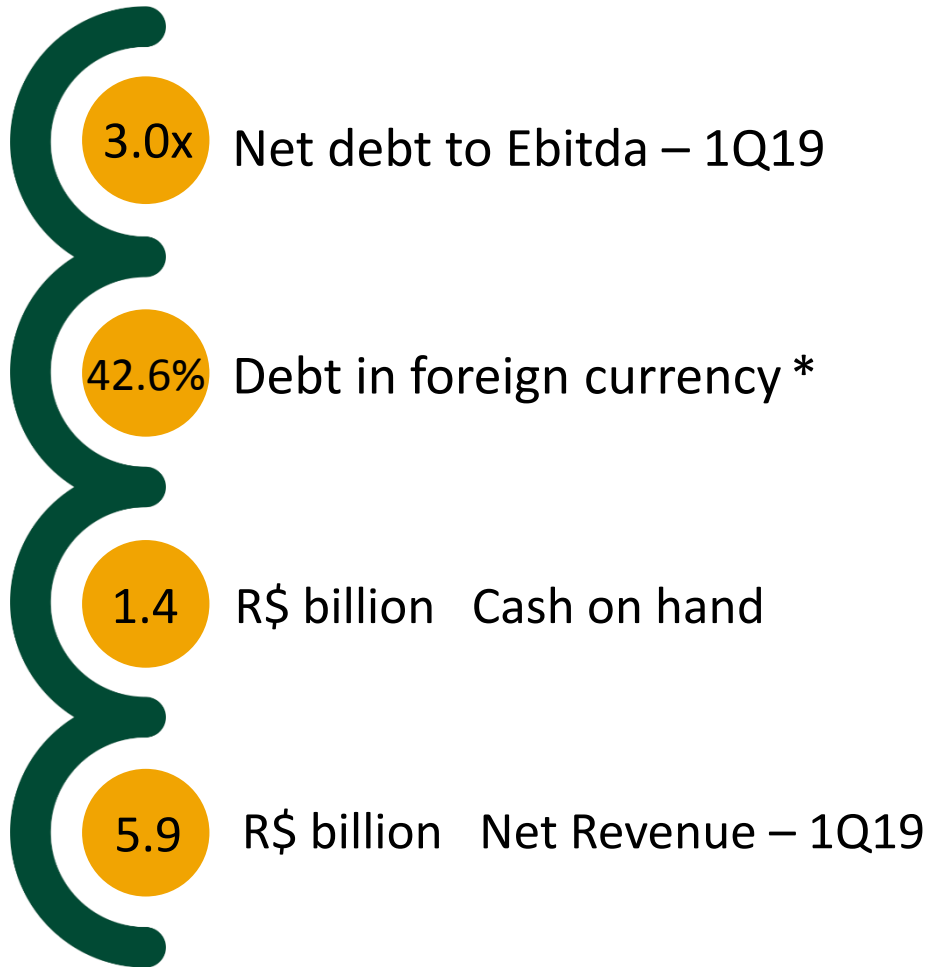 3.0x Net debt to Ebitda – 1Q19
42.6% Debt in foreign currency *
1.4 R$ billion Cash on hand
5.9 R$ billion Net Revenue – 1Q19